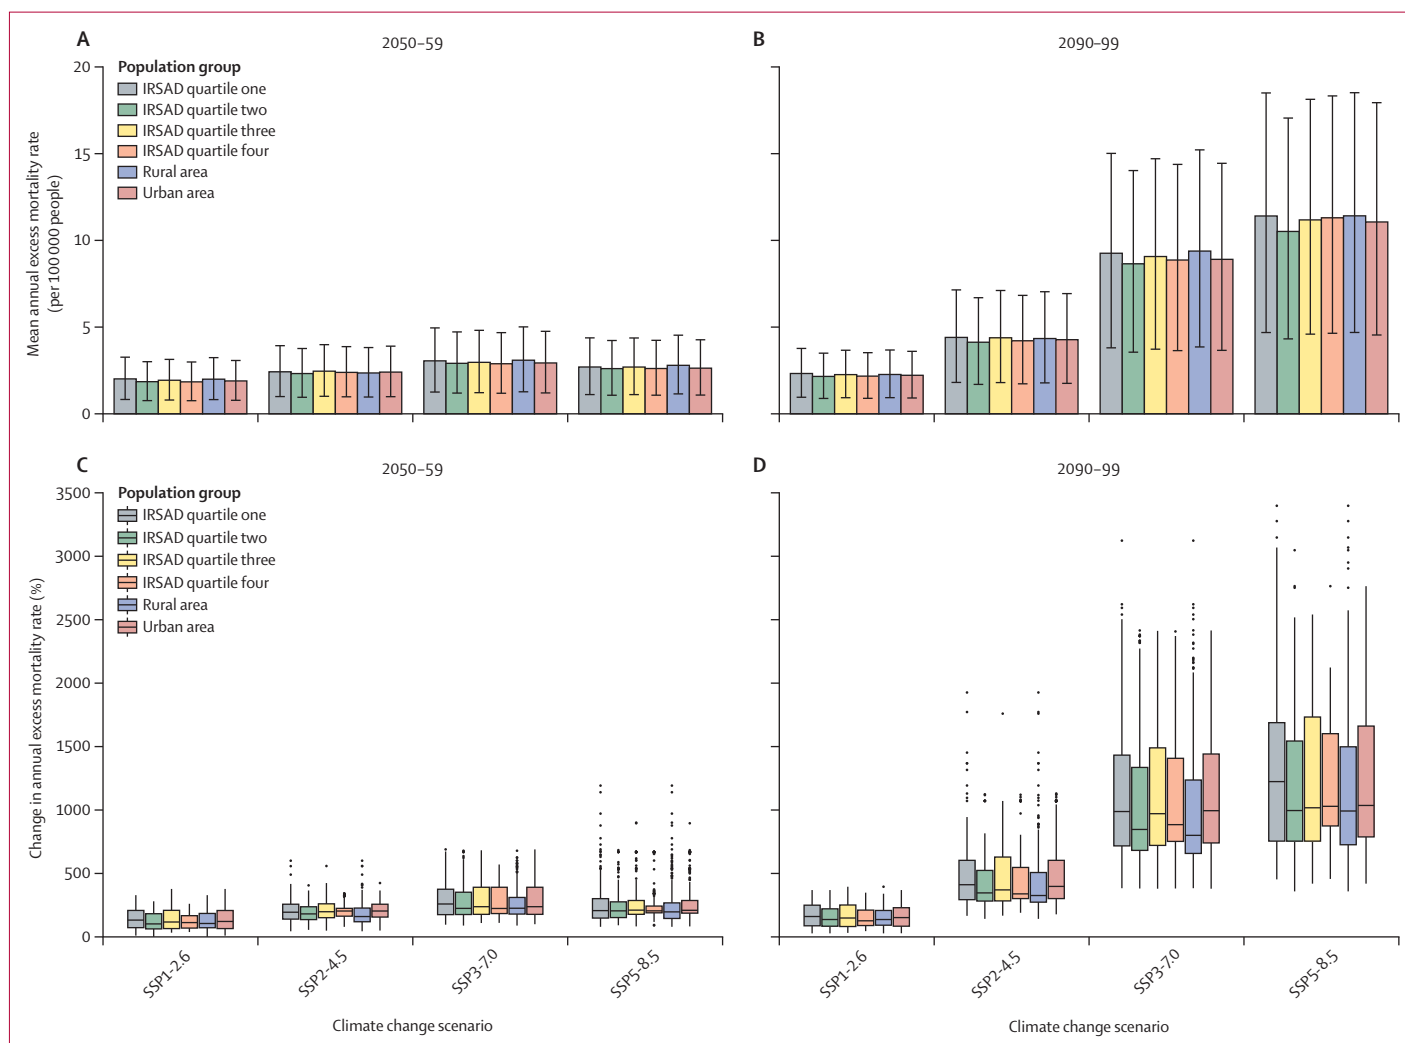 A
2050–59
Population group
IRSAD quartile one
IRSAD quartile two
IRSAD quartile three
IRSAD quartile four
Rural area
Urban area
20
15
10
5
0
Mean annual excess mortality rate
(per 100 000 people)
B
2090–99
C
2050–59
Population group
IRSAD quartile one
IRSAD quartile two
IRSAD quartile three
IRSAD quartile four
Rural area
Urban area
3500
3000
2500
2000
1500
1000
500
0
Change in annual excess mortality rate (%)
SSP1-2.6
SSP2-4.5
SSP3-7.0
SSP5-8.5
Climate change scenario
D
2090–99
SSP1-2.6
SSP2-4.5
SSP3-7.0
SSP5-8.5
Climate change scenario